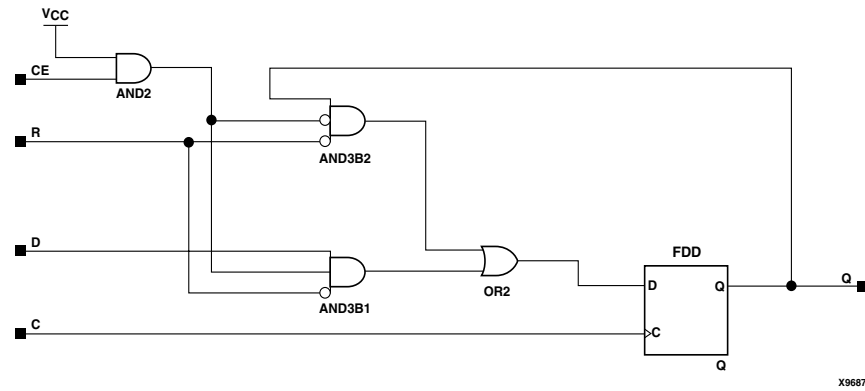 VCC
CE
AND2
R
AND3B2
D
AND3B1
OR2
FDD
D
Q
Q
C
C
Q
X9687